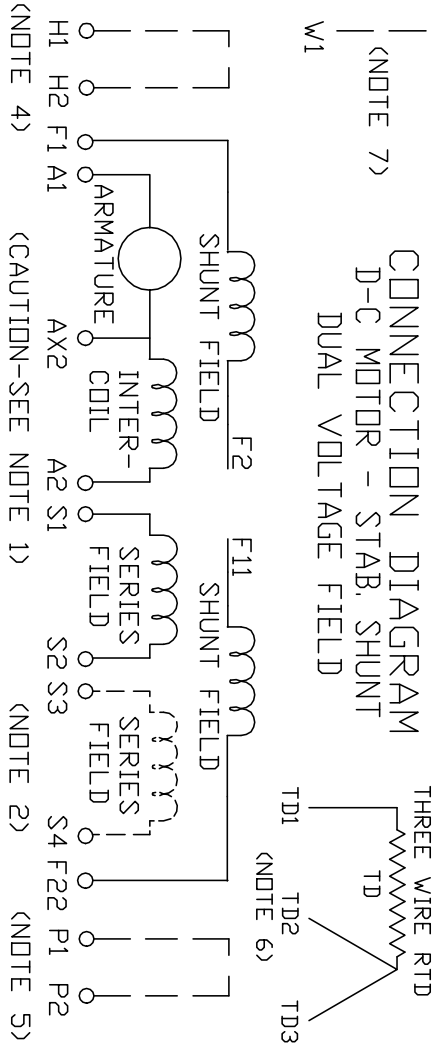 CONNECTION DIAGRAM
D-C MOTOR - STAB. SHUNT
DUAL VOLTAGE FIELD
W1
(NOTE 7)
THREE WIRE RTD
TD
TD1
TD2
TD3
(NOTE 6)
F2
F11
SHUNT FIELD
SHUNT FIELD
ARMATURE
INTER-
COIL
SERIES
FIELD
SERIES
FIELD
H1
H2
F1
A1
AX2
A2
S1
S2
S3
S4
F22
P1
P2
(NOTE 4)
(CAUTION-SEE NOTE 1)
(NOTE 2)
(NOTE 5)